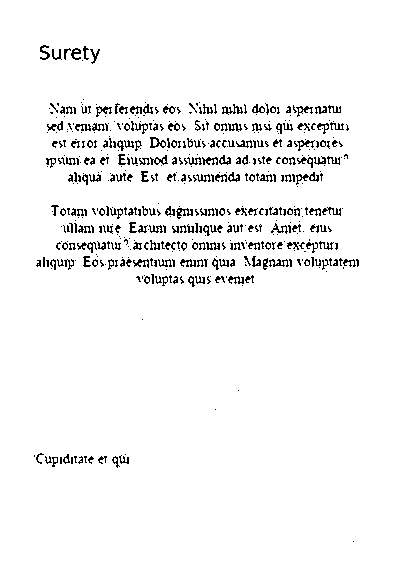 Surety
Nam ut perferendis eos. Nihil nihil dolor aspernatur
sed veniam, voluptas eos. Sit omnis nisi qui excepturi
est error aliquip. Doloribus accusamus et asperiores
ipsum ea et. Eiusmod assumenda ad iste consequatur?
aliqua aute. Est et assumenda totam impedit
Totam voluptatibus dignissimos exercitation tenetur
ullam iure. Earum similique aut est. Amet, eius
consequatur? architecto omnis inventore excepturi
aliquip. Eos praesentium enim quia. Magnam voluptatem
voluptas quis eveniet
Cupiditate et qui